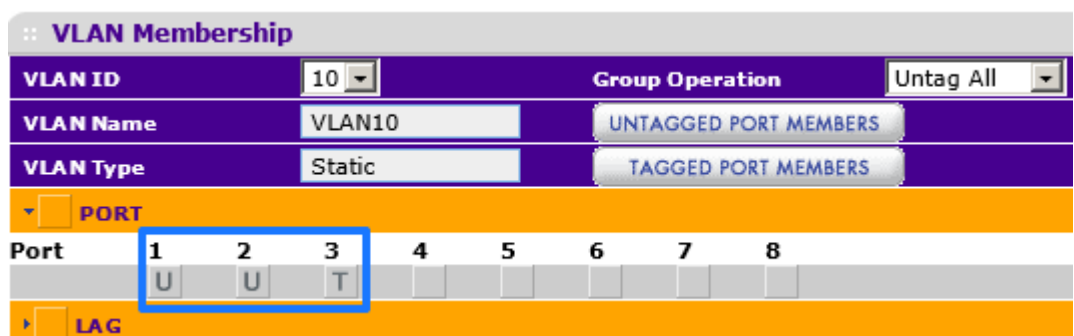 VLAN Membership
VLAN ID 10 Group Operation Untag All
VLAN Name VLAN10 UNTAGGED PORT MEMBERS
VLAN Type Static TAGGED PORT MEMBERS
PORT
Port 1 2 3 4 5 6 7 8
U U T
LAG